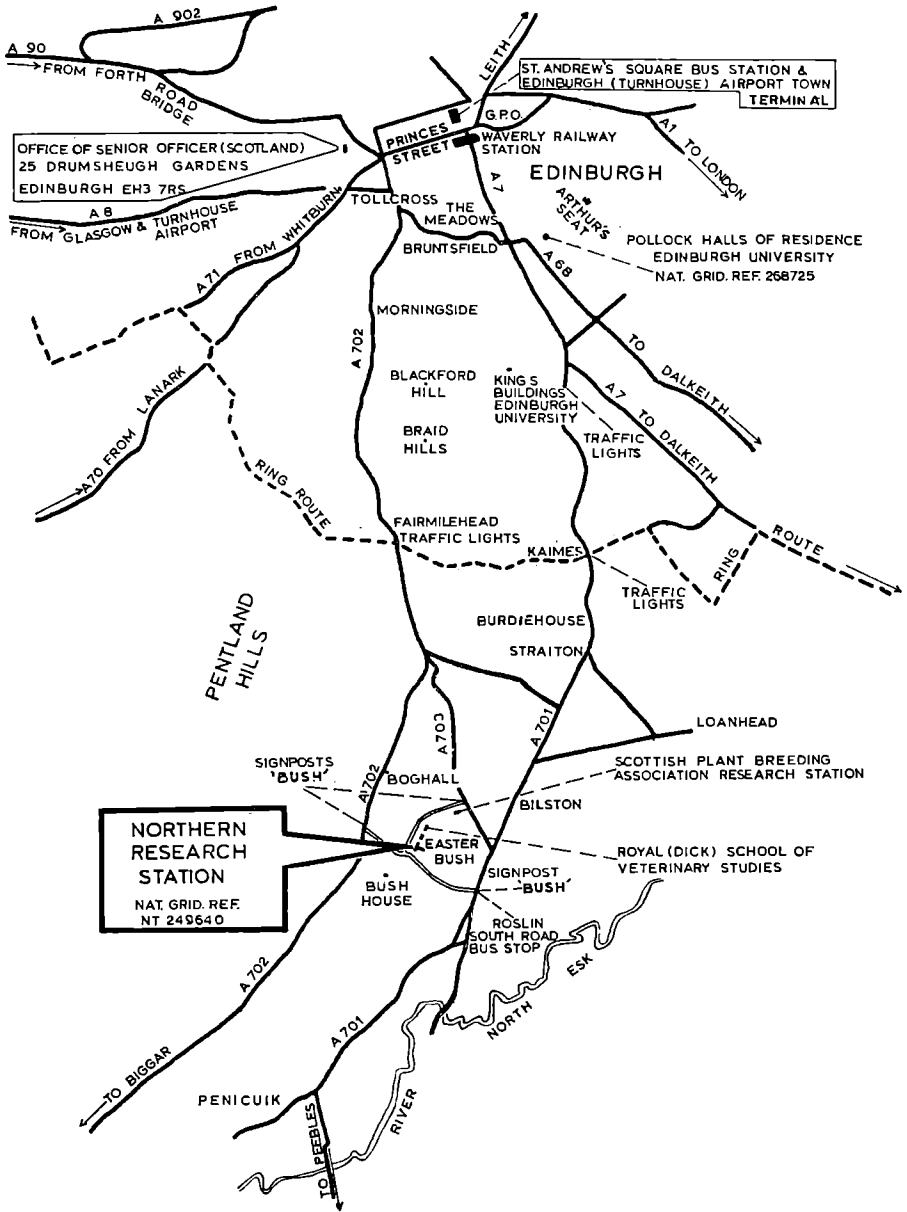 A 902
A 90
FROM FORTH
ROAD
BRIDGE
LEITH
ST. ANDREW'S SQUARE BUS STATION &
EDINBURGH (TURNHOUSE) AIRPORT TOWN
TERMINAL
G.P.O.
PRINCES
STREET
WAVERLY RAILWAY
STATION
A1
TO LONDON
OFFICE OF SENIOR OFFICER (SCOTLAND)
25 DRUMSHEUGH GARDENS
EDINBURGH EH3 7RS
A7
EDINBURGH
A 8
FROM GLASGOW & TURNHOUSE
AIRPORT
TOLLCROSS
THE
MEADOWS
ARTHUR'S
SEAT
BRUNTSFIELD
POLLOCK HALLS OF RESIDENCE
EDINBURGH UNIVERSITY
NAT. GRID. REF. 268725
A71 FROM WHITBURN
A 68
TO DALKEITH
MORNINGSIDE
A 702
BLACKFORD
HILL
KING'S
BUILDINGS
EDINBURGH
UNIVERSITY
A7 TO DALKEITH
BRAID
HILLS
TRAFFIC
LIGHTS
A70 FROM LANARK
RING ROUTE
FAIRMILEHEAD
TRAFFIC LIGHTS
KAIMES
RING
ROUTE
TRAFFIC
LIGHTS
PENTLAND
HILLS
BURDIEHOUSE
STRAITON
A 703
A 701
LOANHEAD
SIGNPOSTS
'BUSH'
A 702
BOGHALL
SCOTTISH PLANT BREEDING
ASSOCIATION RESEARCH STATION
BILSTON
NORTHERN
RESEARCH
STATION
NAT. GRID. REF.
NT 249640
EASTER
BUSH
ROYAL (DICK) SCHOOL OF
VETERINARY STUDIES
BUSH
HOUSE
SIGNPOST
'BUSH'
ROSLIN
SOUTH ROAD
BUS STOP
A 702
NORTH ESK
A 701
TO BIGGAR
PENICUIK
RIVER
TO PEEBLES